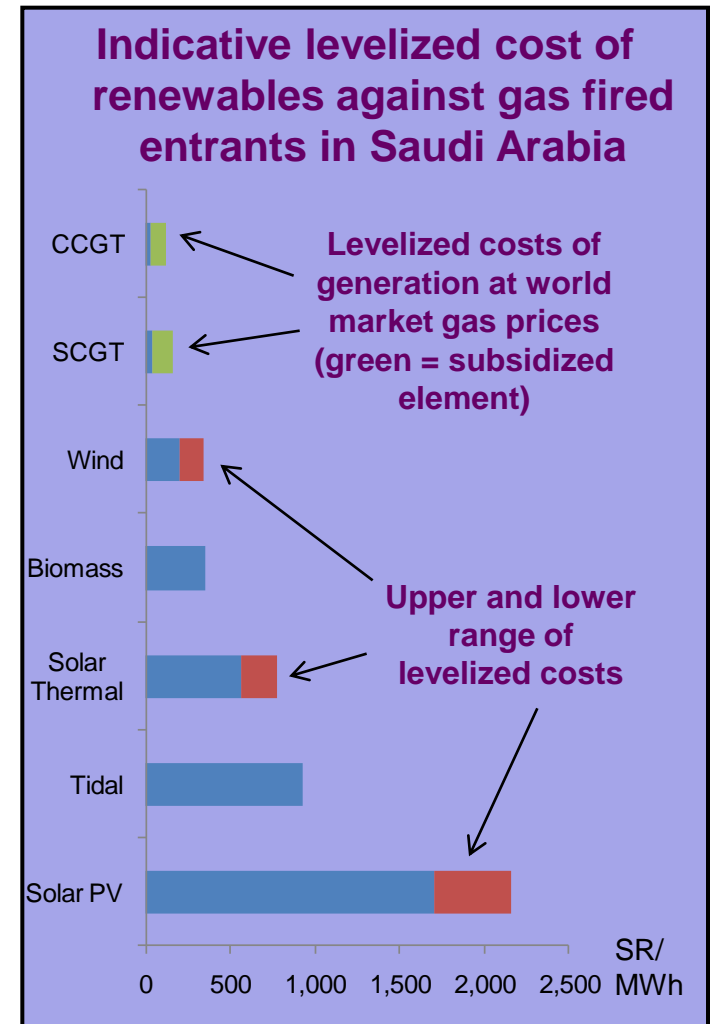 Indicative levelized cost of
renewables against gas fired
entrants in Saudi Arabia
CCGT
SCGT
Wind
Biomass
Solar
Thermal
Tidal
Solar PV
Levelized costs of
generation at world
market gas prices
(green = subsidized
element)
Upper and lower
range of
levelized costs
0 500 1,000 1,500 2,000 2,500
SR/
MWh